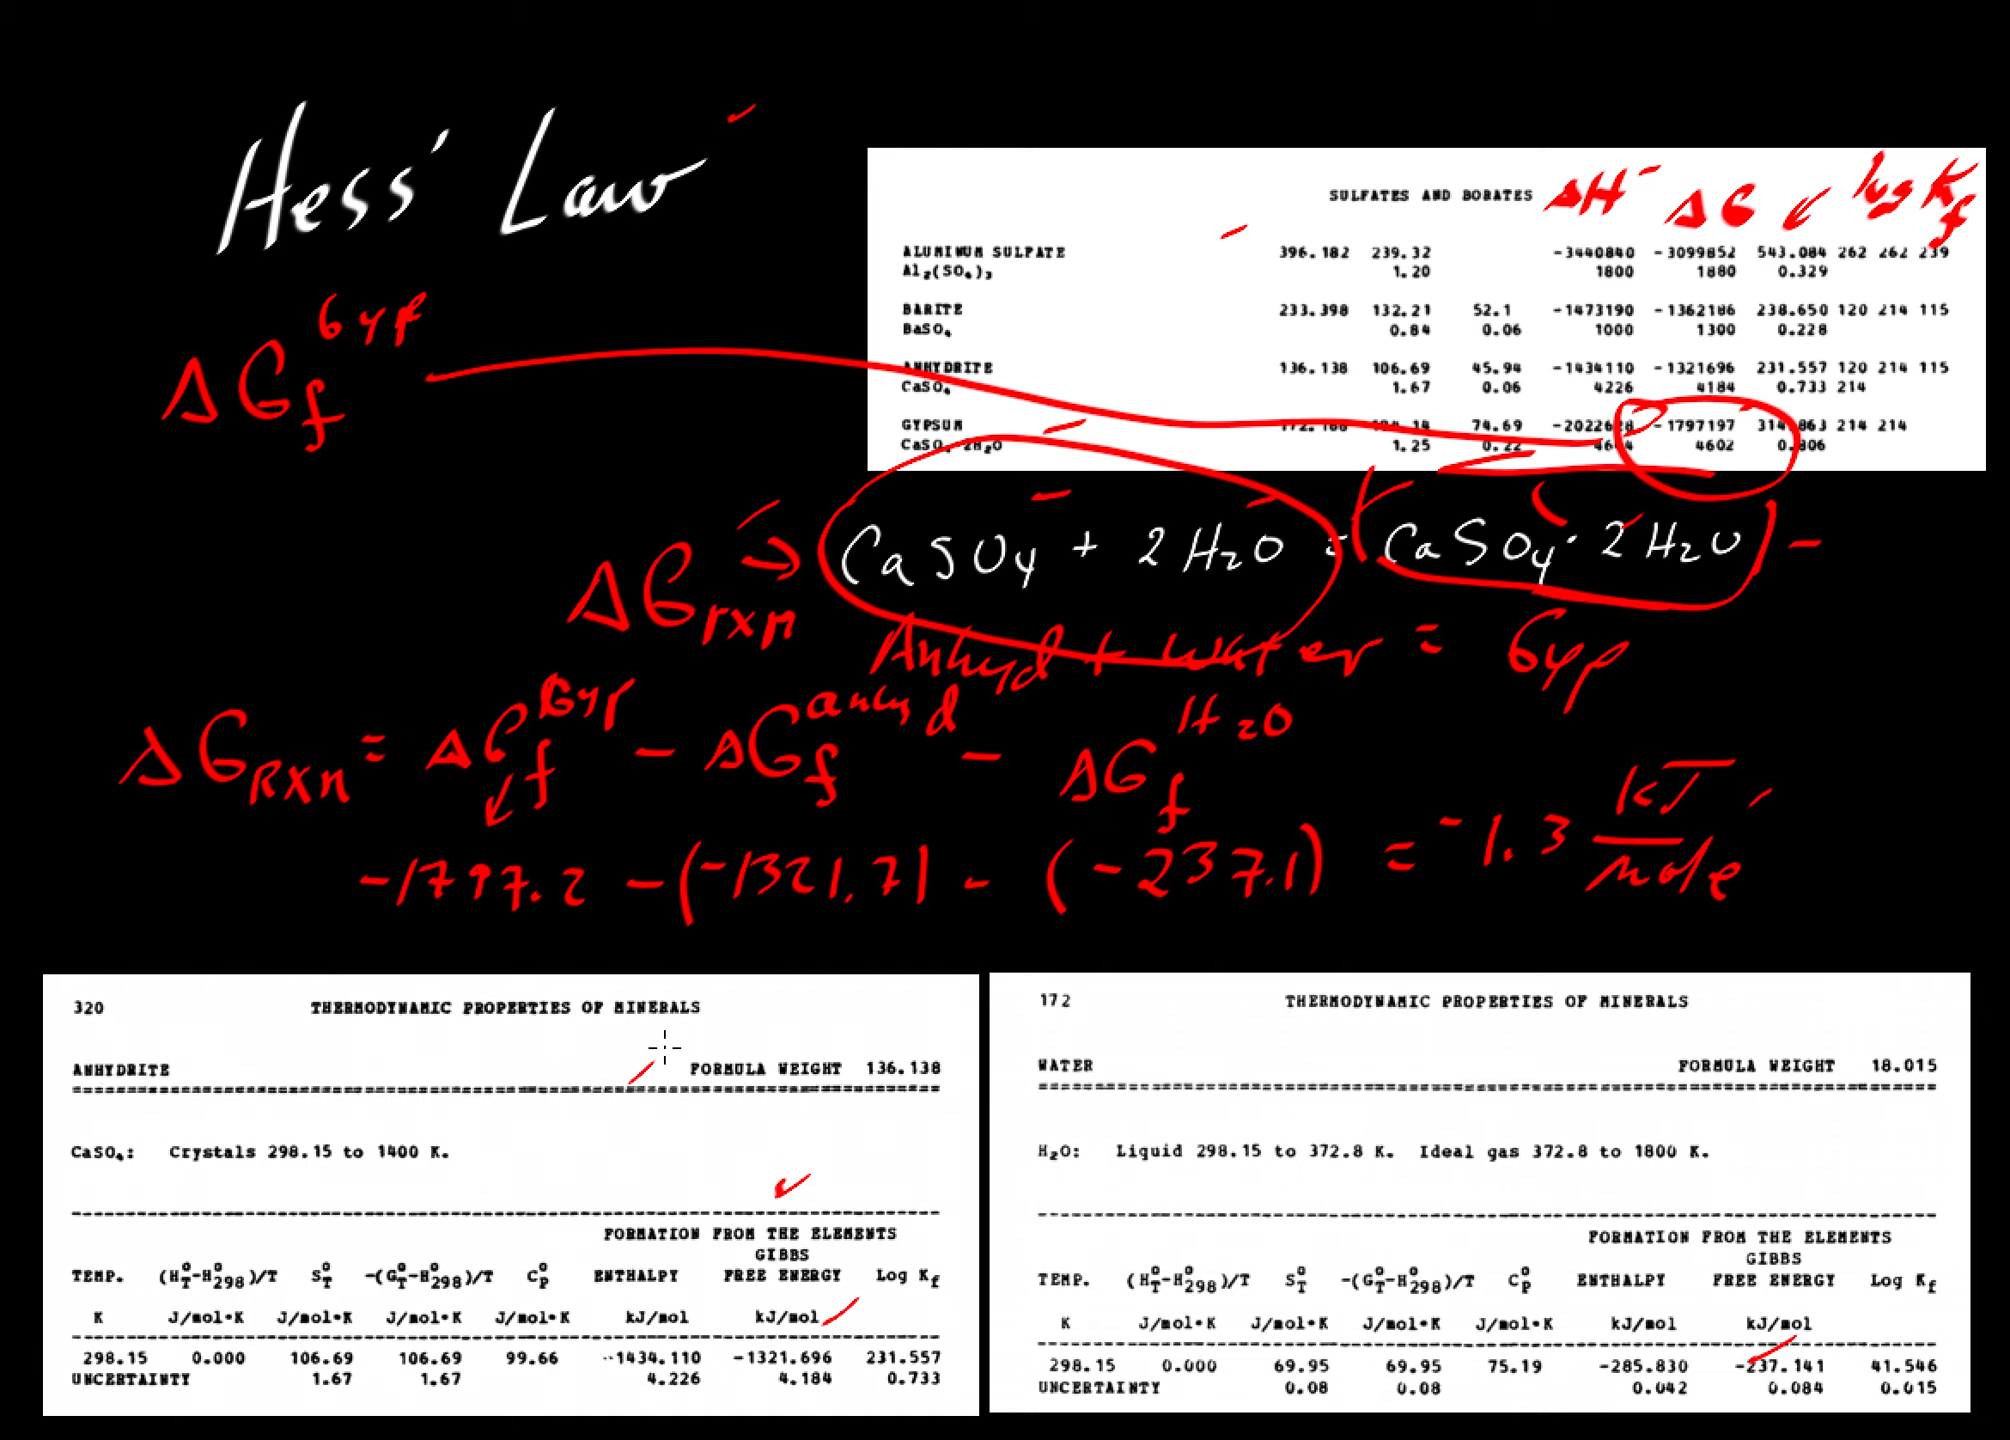 Hess' Law
SULFATES AND BORATES ΔH ΔG log Kf
ALUMINUM SULFATE 396.182 239.32 -3440840 -3099852 543.084 262 262 239
Al₂(SO₄)₃ 1.20 1800 1880 0.329
BARITE 233.398 132.21 52.1 -1473190 -1362186 238.650 120 214 115
BaSO₄ 0.84 0.06 1000 1300 0.228
ANHYDRITE 136.138 106.69 45.94 -1434110 -1321696 231.557 120 214 115
CaSO₄ 1.67 0.06 4226 4184 0.733 214
GYPSUM 74.69 -1797197 214 214
CaSO₄·2H₂O 1.25 0.22 4602
ΔGf Gyp
ΔGrxn → CaSO4 + 2H2O = CaSO4·2H2O
Anhyd + Water = Gyp
ΔGRxn = ΔGf Gyp - ΔGf anhyd - ΔGf H2O
-1797.2 -(-1321.7) - (-237.1) = -1.3 kJ/mole
320 THERMODYNAMIC PROPERTIES OF MINERALS
ANHYDRITE FORMULA WEIGHT 136.138
CaSO₄: Crystals 298.15 to 1400 K.
FORMATION FROM THE ELEMENTS
GIBBS
TEMP. (H°T-H°298)/T S°T -(G°T-H°298)/T C°P ENTHALPY FREE ENERGY Log Kf
K J/mol·K J/mol·K J/mol·K J/mol·K kJ/mol kJ/mol
298.15 0.000 106.69 106.69 99.66 -1434.110 -1321.696 231.557
UNCERTAINTY 1.67 1.67 4.226 4.184 0.733
172 THERMODYNAMIC PROPERTIES OF MINERALS
WATER FORMULA WEIGHT 18.015
H₂O: Liquid 298.15 to 372.8 K. Ideal gas 372.8 to 1800 K.
FORMATION FROM THE ELEMENTS
GIBBS
TEMP. (H°T-H°298)/T S°T -(G°T-H°298)/T C°P ENTHALPY FREE ENERGY Log Kf
K J/mol·K J/mol·K J/mol·K J/mol·K kJ/mol kJ/mol
298.15 0.000 69.95 69.95 75.19 -285.830 -237.141 41.546
UNCERTAINTY 0.08 0.08 0.042 0.084 0.015